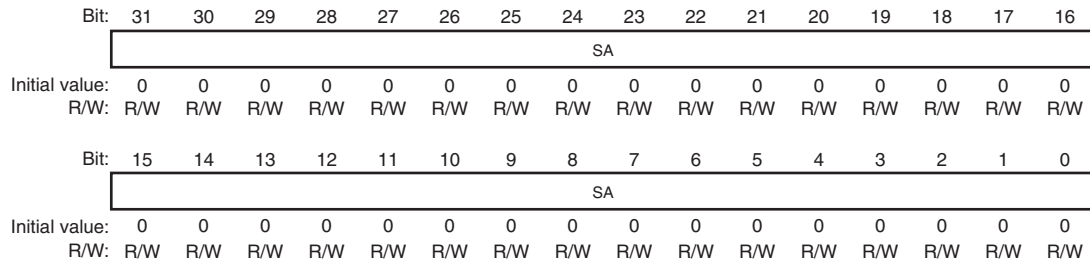 Bit: 31 30 29 28 27 26 25 24 23 22 21 20 19 18 17 16
SA
Initial value: 0 0 0 0 0 0 0 0 0 0 0 0 0 0 0 0
R/W: R/W R/W R/W R/W R/W R/W R/W R/W R/W R/W R/W R/W R/W R/W R/W R/W
Bit: 15 14 13 12 11 10 9 8 7 6 5 4 3 2 1 0
SA
Initial value: 0 0 0 0 0 0 0 0 0 0 0 0 0 0 0 0
R/W: R/W R/W R/W R/W R/W R/W R/W R/W R/W R/W R/W R/W R/W R/W R/W R/W